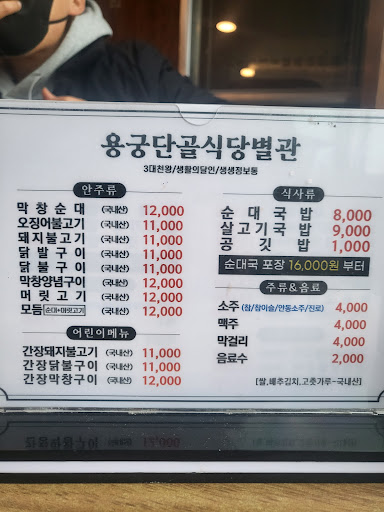 용궁단골식당별관
3대천왕/생활의달인/생생정보통
안주류
막창순대 (국내산) 12,000
오징어불고기 (국내산) 11,000
돼지불고기 (국내산) 11,000
닭발구이 (국내산) 11,000
닭불구이 (국내산) 11,000
막창양념구이 (국내산) 12,000
머릿고기 (국내산) 12,000
모듬 (순대+머릿고기) 12,000
어린이메뉴
간장돼지불고기 (국내산) 11,000
간장닭불구이 (국내산) 11,000
간장막창구이 (국내산) 12,000
식사류
순대국밥 8,000
살고기국밥 9,000
공깃밥 1,000
순대국 포장 16,000원 부터
주류&음료
소주 (참/참이슬/안동소주/진로) 4,000
맥주 4,000
막걸리 4,000
음료수 2,000
[쌀,배추김치,고춧가루-국내산]